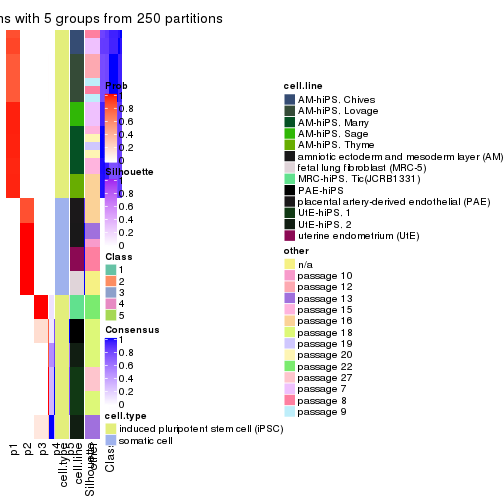 ns with 5 groups from 250 partitions
Prob
0.8
0.6
0.4
0.2
0
Silhouette
0.8
0.6
0.4
0.2
0
Class
1
2
3
4
5
Consensus
1
0.8
0.6
0.4
0.2
0
cell.type
induced pluripotent stem cell (iPSC)
somatic cell
cell.line
AM-hiPS. Chives
AM-hiPS. Lovage
AM-hiPS. Marry
AM-hiPS. Sage
AM-hiPS. Thyme
amniotic ectoderm and mesoderm layer (AM)
fetal lung fibroblast (MRC-5)
MRC-hiPS. Tic(JCRB1331)
PAE-hiPS
placental artery-derived endothelial (PAE)
UtE-hiPS. 1
UtE-hiPS. 2
uterine endometrium (UtE)
other
n/a
passage 10
passage 12
passage 13
passage 15
passage 16
passage 18
passage 19
passage 20
passage 22
passage 27
passage 7
passage 8
passage 9
p1
p2
p3
p4
p5
cell.type
cell.line
Silhouette
other
Class